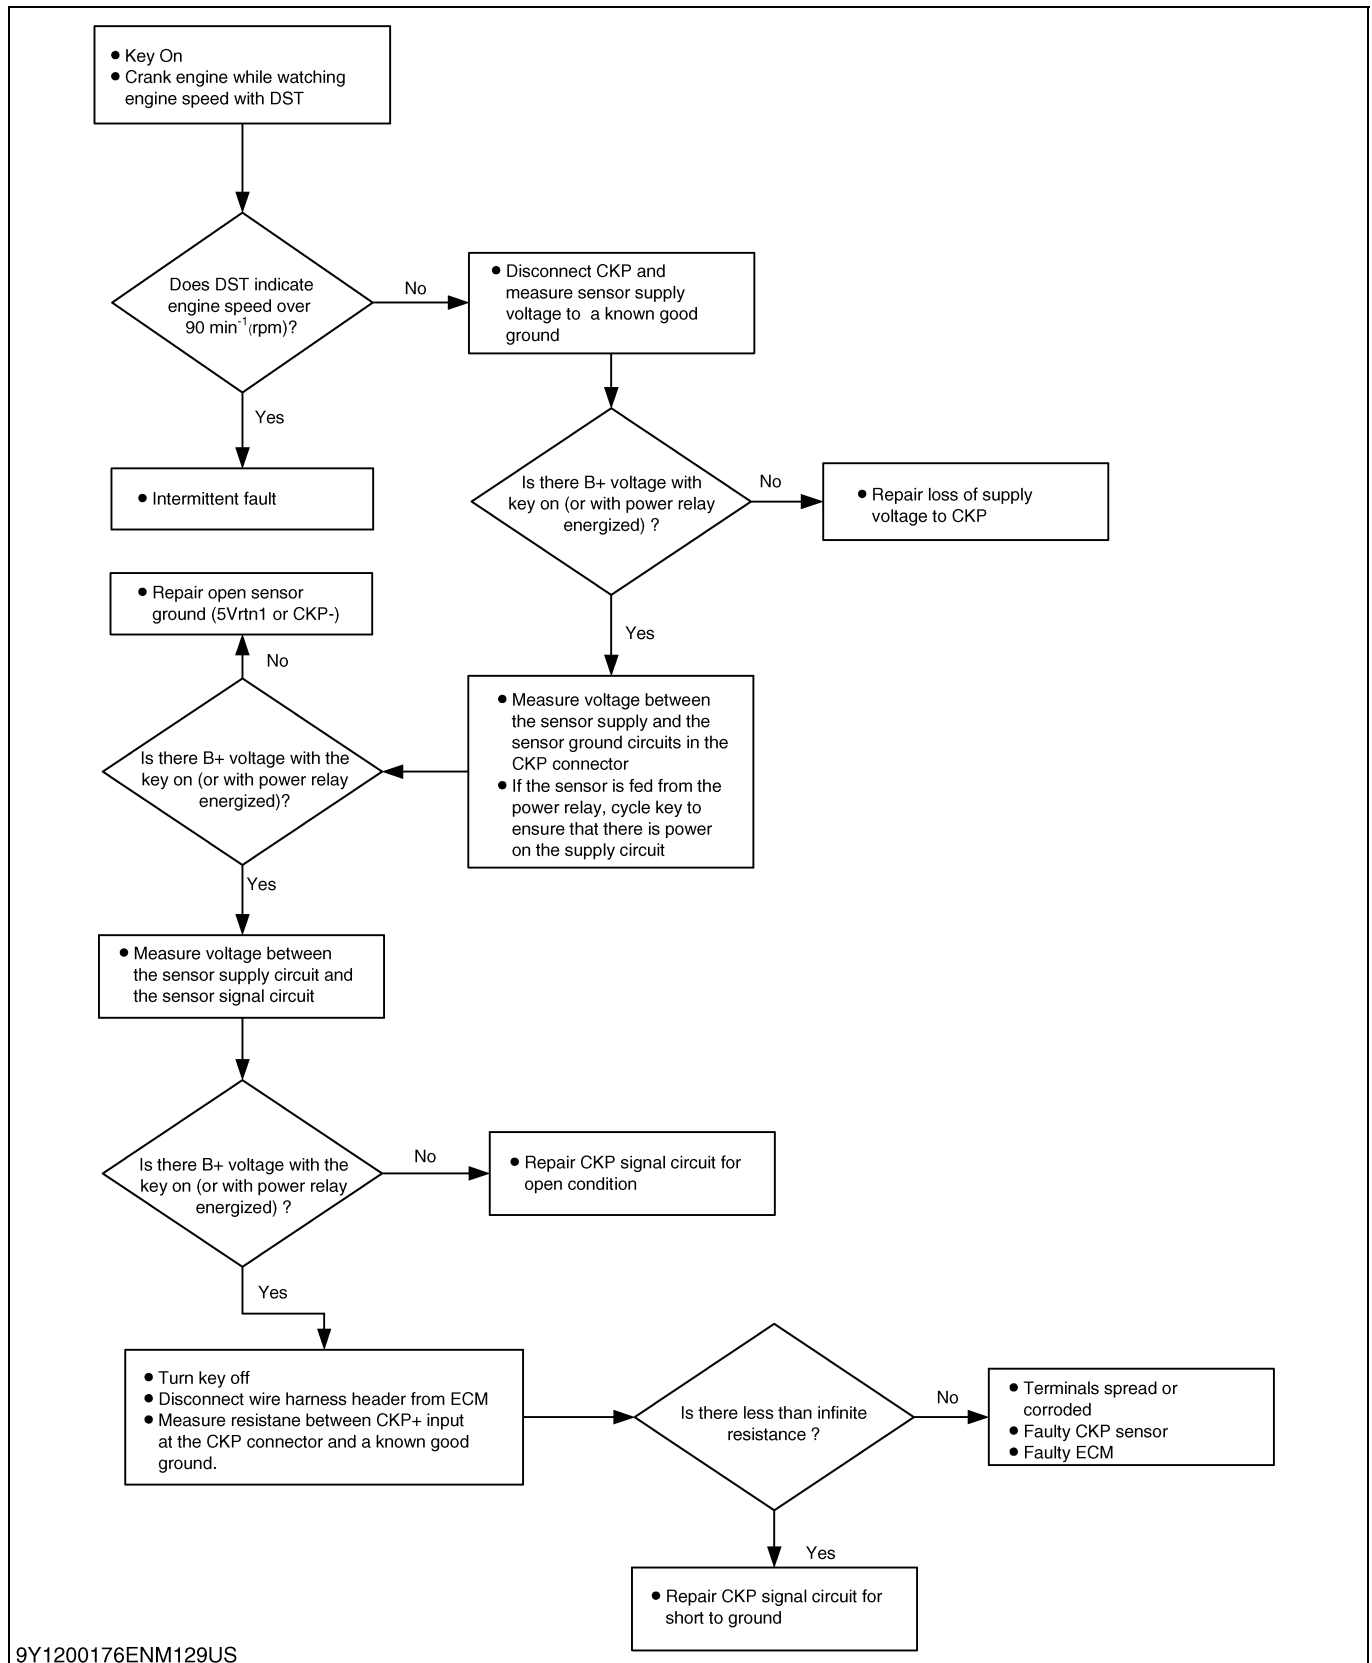 ● Key On
● Crank engine while watching
engine speed with DST
Does DST indicate
engine speed over
90 min⁻¹(rpm)?
No
● Disconnect CKP and
measure sensor supply
voltage to a known good
ground
Yes
● Intermittent fault
Is there B+ voltage with
key on (or with power relay
energized) ?
No
● Repair loss of supply
voltage to CKP
Yes
● Repair open sensor
ground (5Vrtn1 or CKP-)
No
● Measure voltage between
the sensor supply and the
sensor ground circuits in the
CKP connector
● If the sensor is fed from the
power relay, cycle key to
ensure that there is power
on the supply circuit
Is there B+ voltage with the
key on (or with power relay
energized)?
Yes
● Measure voltage between
the sensor supply circuit and
the sensor signal circuit
Is there B+ voltage with the
key on (or with power relay
energized) ?
No
● Repair CKP signal circuit for
open condition
Yes
● Turn key off
● Disconnect wire harness header from ECM
● Measure resistane between CKP+ input
at the CKP connector and a known good
ground.
Is there less than infinite
resistance ?
No
● Terminals spread or
corroded
● Faulty CKP sensor
● Faulty ECM
Yes
● Repair CKP signal circuit for
short to ground
9Y1200176ENM129US